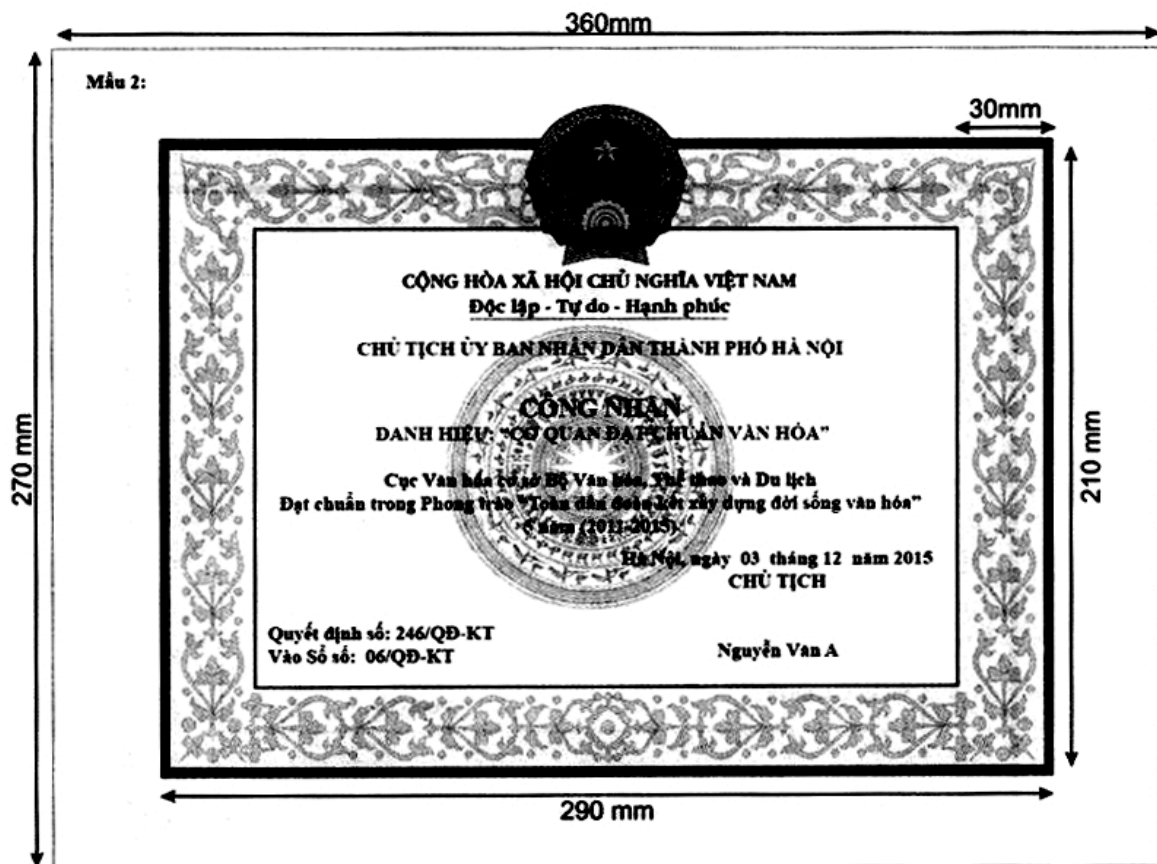 360mm
Mẫu 2:
30mm
CỘNG HÒA XÃ HỘI CHỦ NGHĨA VIỆT NAM
Độc lập - Tự do - Hạnh phúc
CHỦ TỊCH ỦY BAN NHÂN DÂN THÀNH PHỐ HÀ NỘI
CÔNG NHẬN
DANH HIỆU: “CƠ QUAN ĐẠT CHUẨN VĂN HÓA”
Cục Văn hóa cơ sở Bộ Văn hóa, Thể thao và Du lịch
Đạt chuẩn trong Phong trào “Toàn dân đoàn kết xây dựng đời sống văn hóa”
5 năm (2011-2015).
Hà Nội, ngày 03 tháng 12 năm 2015
CHỦ TỊCH
Quyết định số: 246/QĐ-KT
Vào Sổ số: 06/QĐ-KT
Nguyễn Văn A
270 mm
210 mm
290 mm